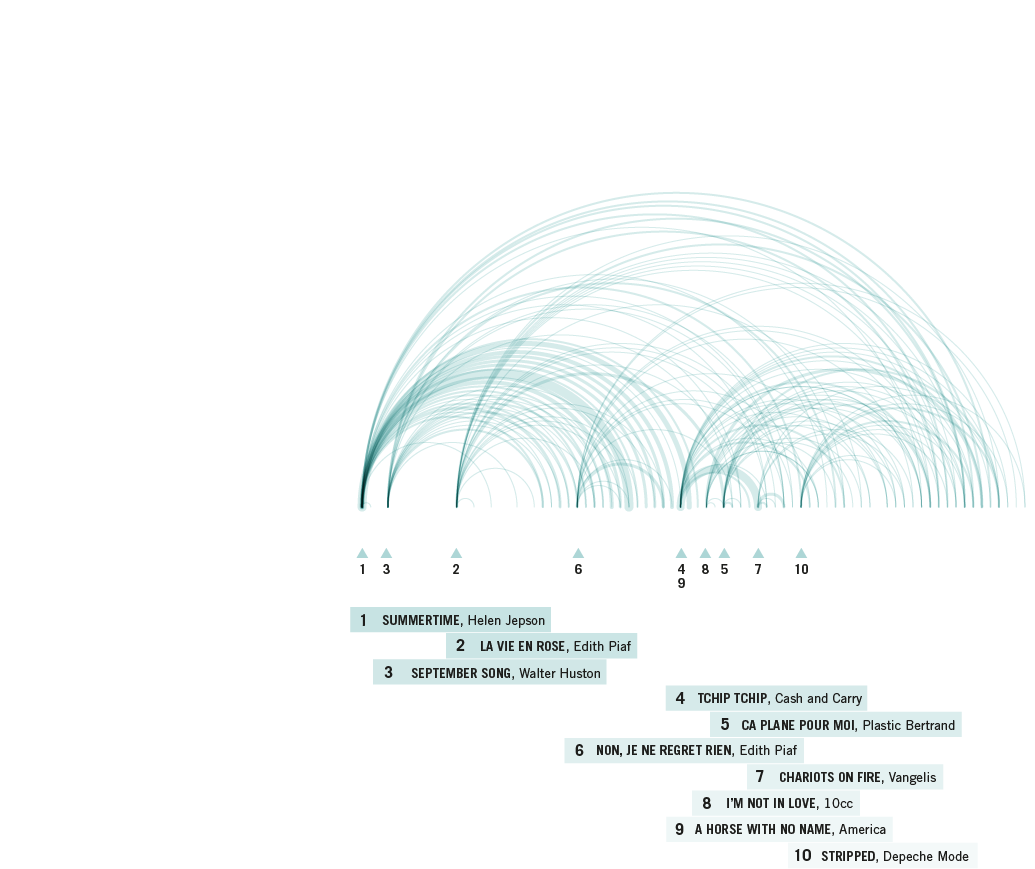 1 3 2 6 4 8 5 7 10
9
1 SUMMERTIME, Helen Jepson
2 LA VIE EN ROSE, Edith Piaf
3 SEPTEMBER SONG, Walter Huston
4 TCHIP TCHIP, Cash and Carry
5 CA PLANE POUR MOI, Plastic Bertrand
6 NON, JE NE REGRET RIEN, Edith Piaf
7 CHARIOTS ON FIRE, Vangelis
8 I'M NOT IN LOVE, 10cc
9 A HORSE WITH NO NAME, America
10 STRIPPED, Depeche Mode